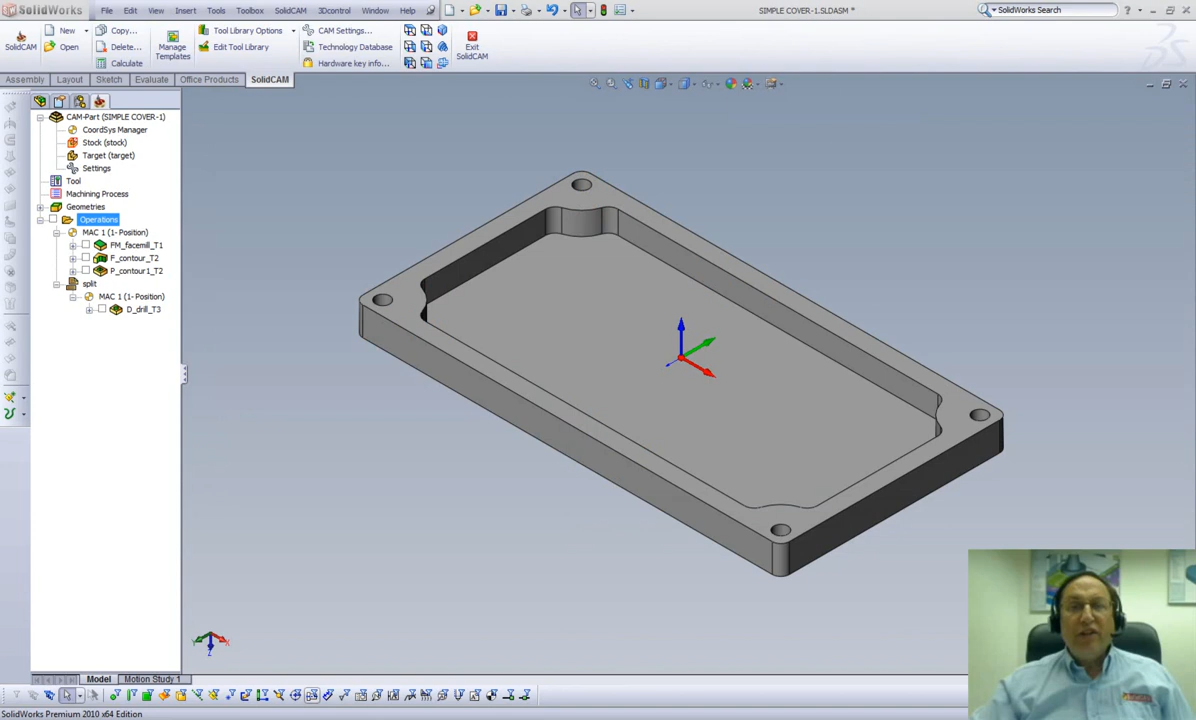 SolidWorks File Edit View Insert Tools Toolbox SolidCAM 3Dcontrol Window Help SIMPLE COVER-1.SLDASM * SolidWorks Search ?
New Copy... Tool Library Options CAM Settings...
SolidCAM Open Delete... Manage Templates Edit Tool Library Technology Database Exit SolidCAM
Calculate Hardware key info...
Assembly Layout Sketch Evaluate Office Products SolidCAM
CAM-Part (SIMPLE COVER-1)
CoordSys Manager
Stock (stock)
Target (target)
Settings
Tool
Machining Process
Geometries
Operations
MAC 1 (1- Position)
FM_facemill_T1
F_contour_T2
P_contour1_T2
split
MAC 1 (1- Position)
D_drill_T3
Y X
Z
Model Motion Study 1
SolidWorks Premium 2010 x64 Edition